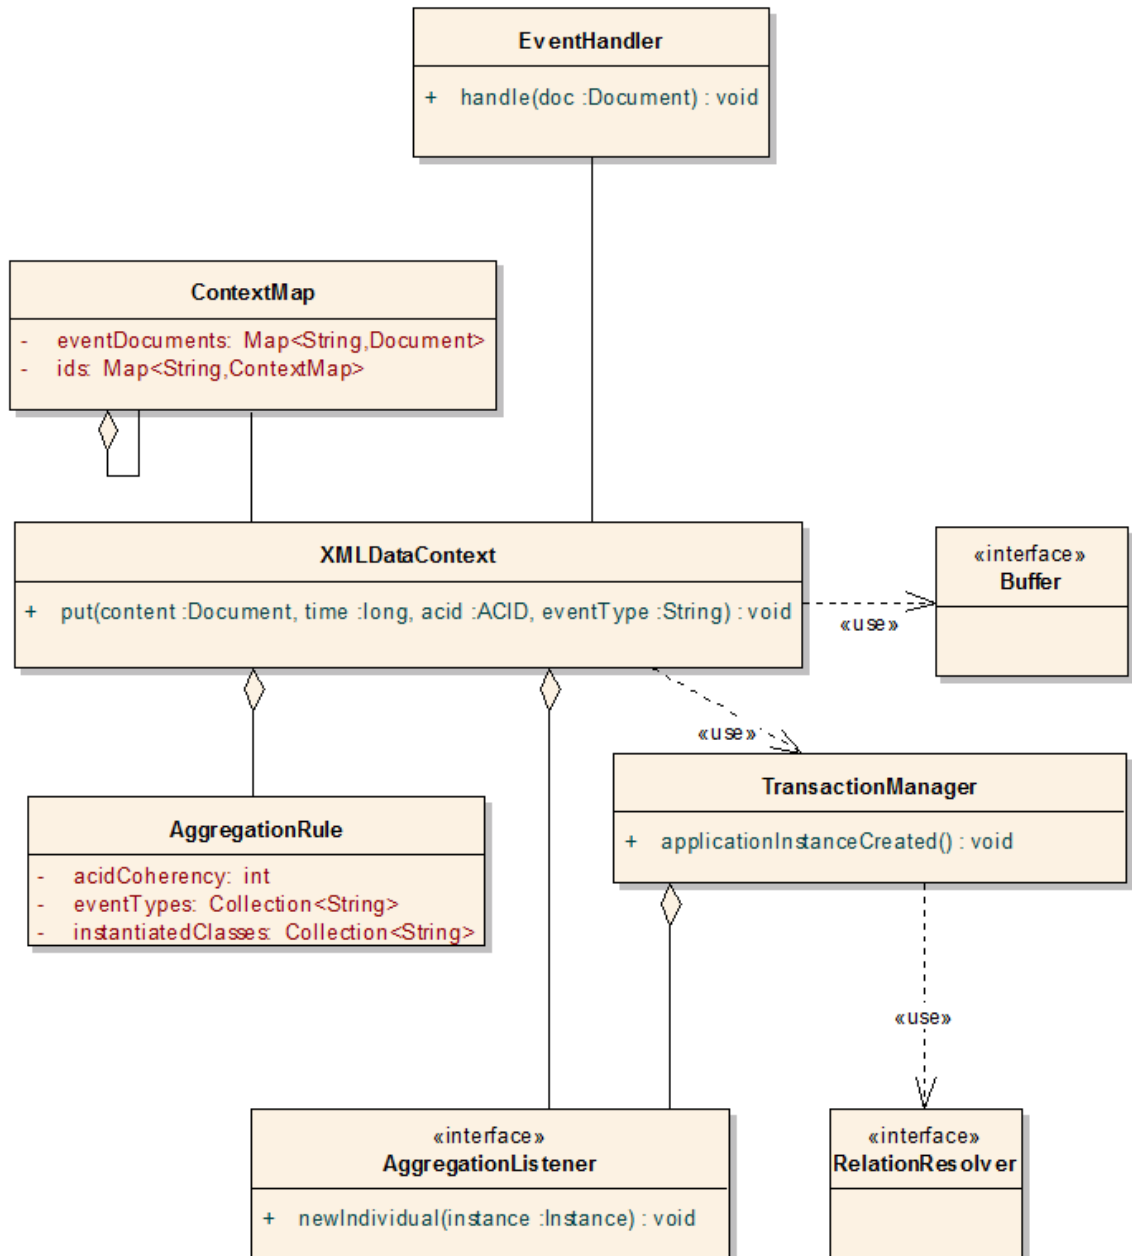 EventHandler
+ handle(doc :Document) : void
ContextMap
- eventDocuments: Map<String,Document>
- ids: Map<String,ContextMap>
XMLDataContext
+ put(content :Document, time :long, acid :ACID, eventType :String) : void
«interface»
Buffer
«use»
«use»
TransactionManager
+ applicationInstanceCreated() : void
AggregationRule
- acidCoherency: int
- eventTypes: Collection<String>
- instantiatedClasses: Collection<String>
«use»
«interface»
AggregationListener
+ newIndividual(instance :Instance) : void
«interface»
RelationResolver